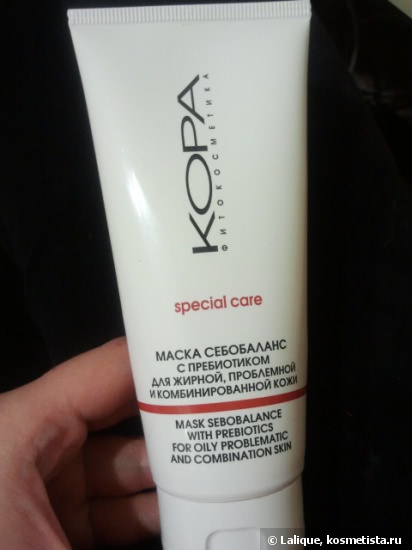 КОРА
ФИТОКОСМЕТИКА
special care
МАСКА СЕБОБАЛАНС
С ПРЕБИОТИКОМ
ДЛЯ ЖИРНОЙ, ПРОБЛЕМНОЙ
И КОМБИНИРОВАННОЙ КОЖИ
MASK SEBOBALANCE
WITH PREBIOTICS
FOR OILY PROBLEMATIC
AND COMBINATION SKIN
© Lalique, kosmetista.ru